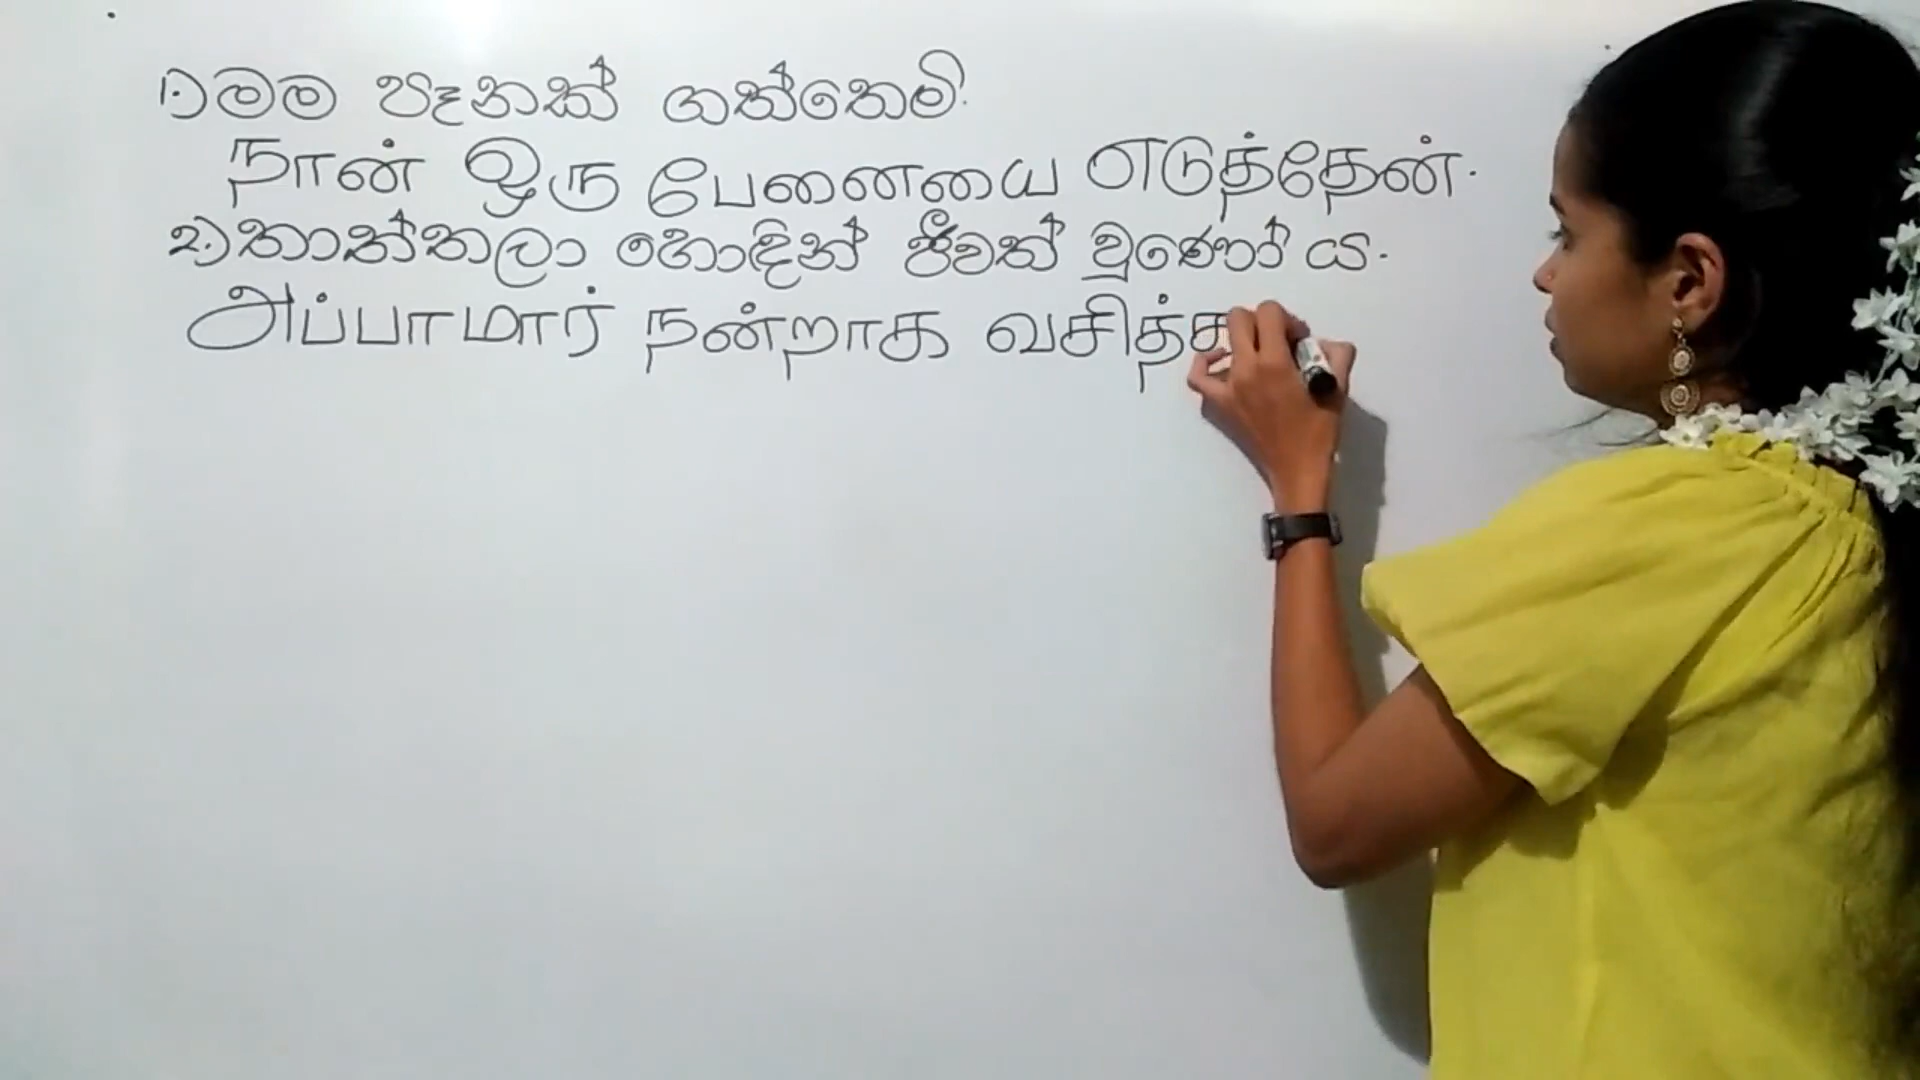 1) මම පෑනක් ගත්තෙමි.
நான் ஒரு பேனையை எடுத்தேன்.
2) තාත්තලා හොඳින් ජීවත් වූණෝ ය.
அப்பாமார் நன்றாக